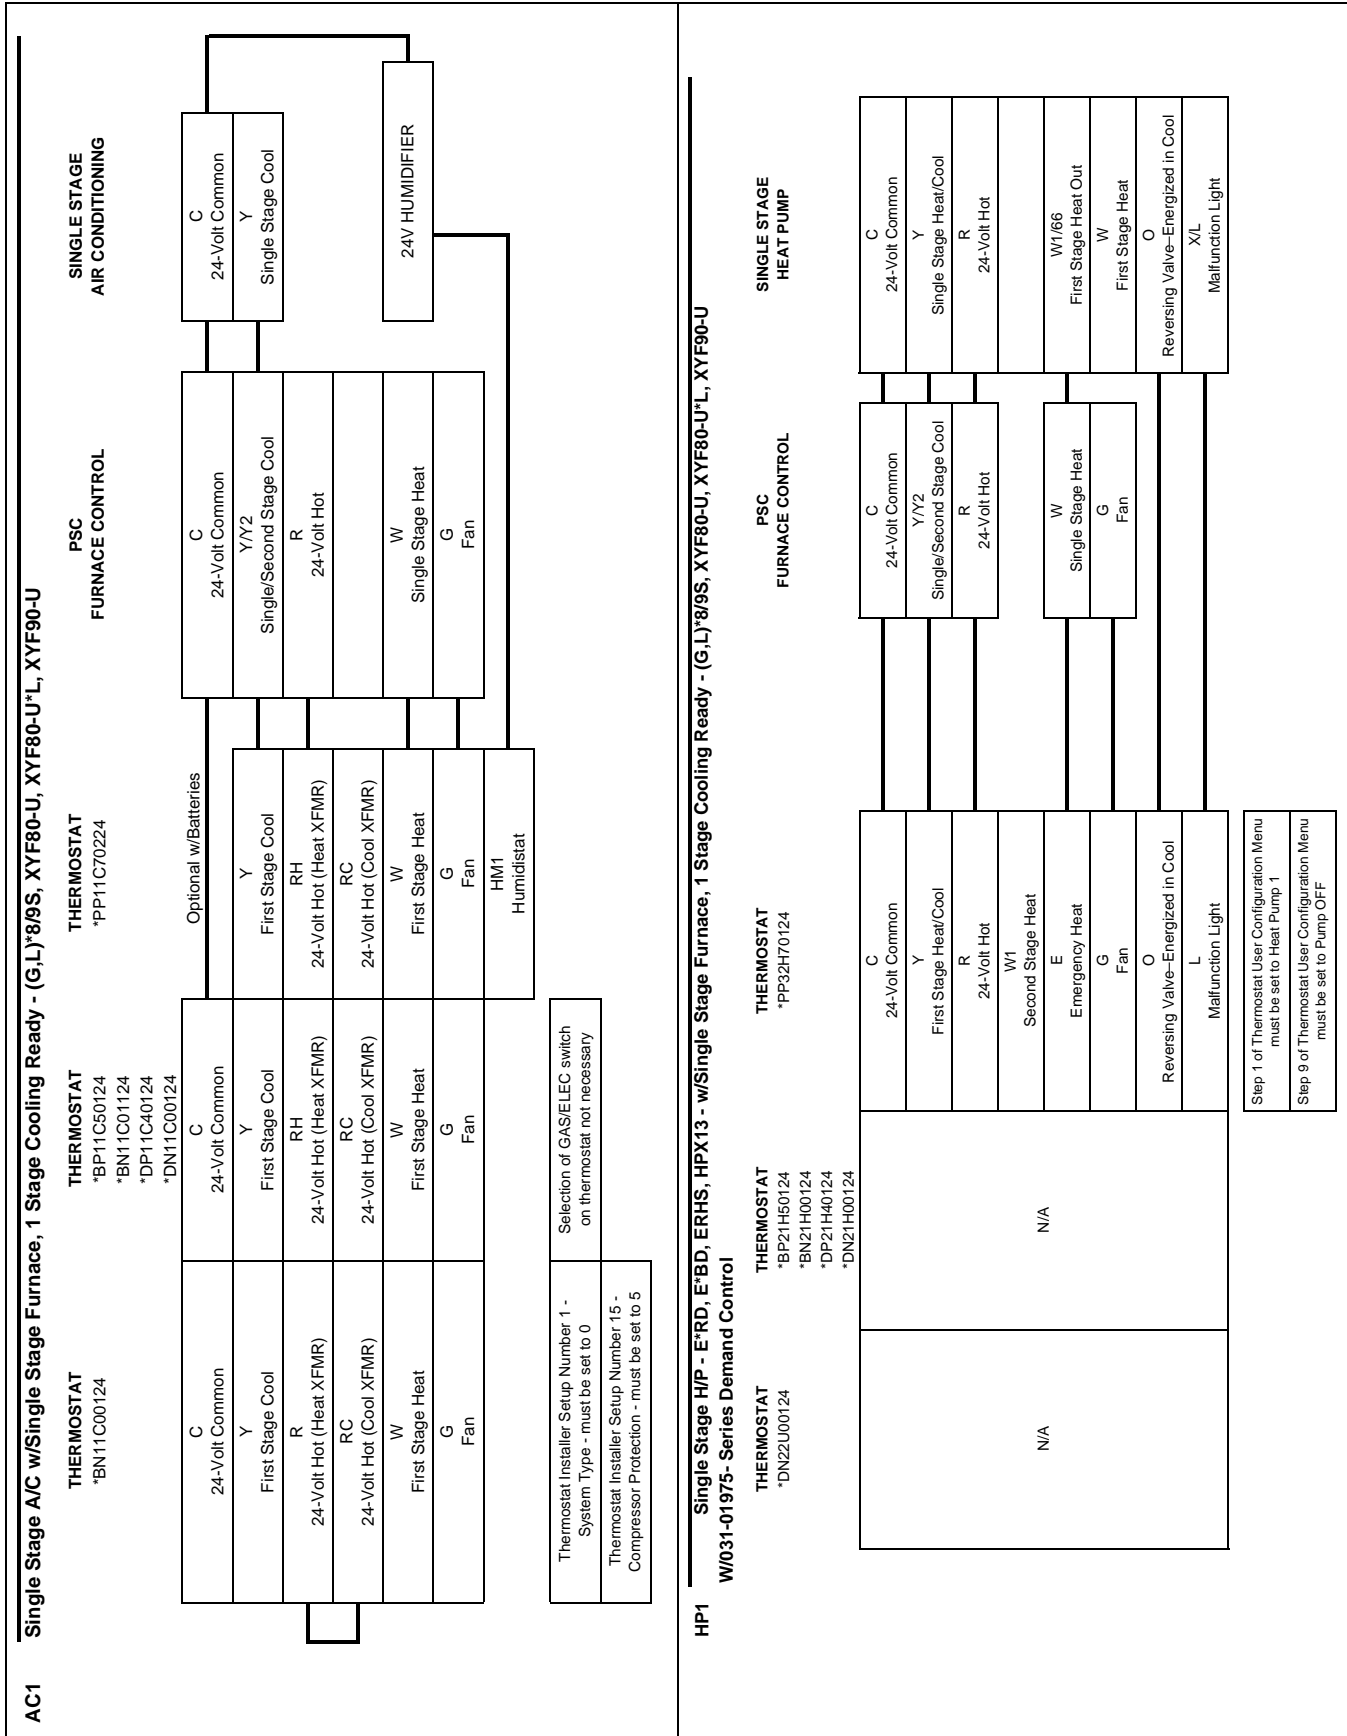 AC1 Single Stage A/C w/Single Stage Furnace, 1 Stage Cooling Ready - (G,L)*8/9S, XYF80-U, XYF80-U*L, XYF90-U
THERMOSTAT
*BN11C00124
C
24-Volt Common
Y
First Stage Cool
R
24-Volt Hot (Heat XFMR)
RC
24-Volt Hot (Cool XFMR)
W
First Stage Heat
G
Fan
Thermostat Installer Setup Number 1 -
System Type - must be set to 0
Thermostat Installer Setup Number 15 -
Compressor Protection - must be set to 5
THERMOSTAT
*BP11C50124
*BN11C01124
*DP11C40124
*DN11C00124
C
24-Volt Common
Y
First Stage Cool
RH
24-Volt Hot (Heat XFMR)
RC
24-Volt Hot (Cool XFMR)
W
First Stage Heat
G
Fan
Selection of GAS/ELEC switch
on thermostat not necessary
THERMOSTAT
*PP11C70224
Optional w/Batteries
Y
First Stage Cool
RH
24-Volt Hot (Heat XFMR)
RC
24-Volt Hot (Cool XFMR)
W
First Stage Heat
G
Fan
HM1
Humidistat
PSC
FURNACE CONTROL
C
24-Volt Common
Y/Y2
Single/Second Stage Cool
R
24-Volt Hot
W
Single Stage Heat
G
Fan
SINGLE STAGE
AIR CONDITIONING
C
24-Volt Common
Y
Single Stage Cool
24V HUMIDIFIER
HP1 Single Stage H/P - E*RD, E*BD, ERHS, HPX13 - w/Single Stage Furnace, 1 Stage Cooling Ready - (G,L)*8/9S, XYF80-U, XYF80-U*L, XYF90-U
W/031-01975- Series Demand Control
THERMOSTAT
*DN22U00124
N/A
THERMOSTAT
*BP21H50124
*BN21H00124
*DP21H40124
*DN21H00124
N/A
THERMOSTAT
*PP32H70124
C
24-Volt Common
Y
First Stage Heat/Cool
R
24-Volt Hot
W1
Second Stage Heat
E
Emergency Heat
G
Fan
O
Reversing Valve–Energized in Cool
L
Malfunction Light
Step 1 of Thermostat User Configuration Menu
must be set to Heat Pump 1
Step 9 of Thermostat User Configuration Menu
must be set to Pump OFF
PSC
FURNACE CONTROL
C
24-Volt Common
Y/Y2
Single/Second Stage Cool
R
24-Volt Hot
W
Single Stage Heat
G
Fan
SINGLE STAGE
HEAT PUMP
C
24-Volt Common
Y
Single Stage Heat/Cool
R
24-Volt Hot
W1/66
First Stage Heat Out
W
First Stage Heat
O
Reversing Valve–Energized in Cool
X/L
Malfunction Light